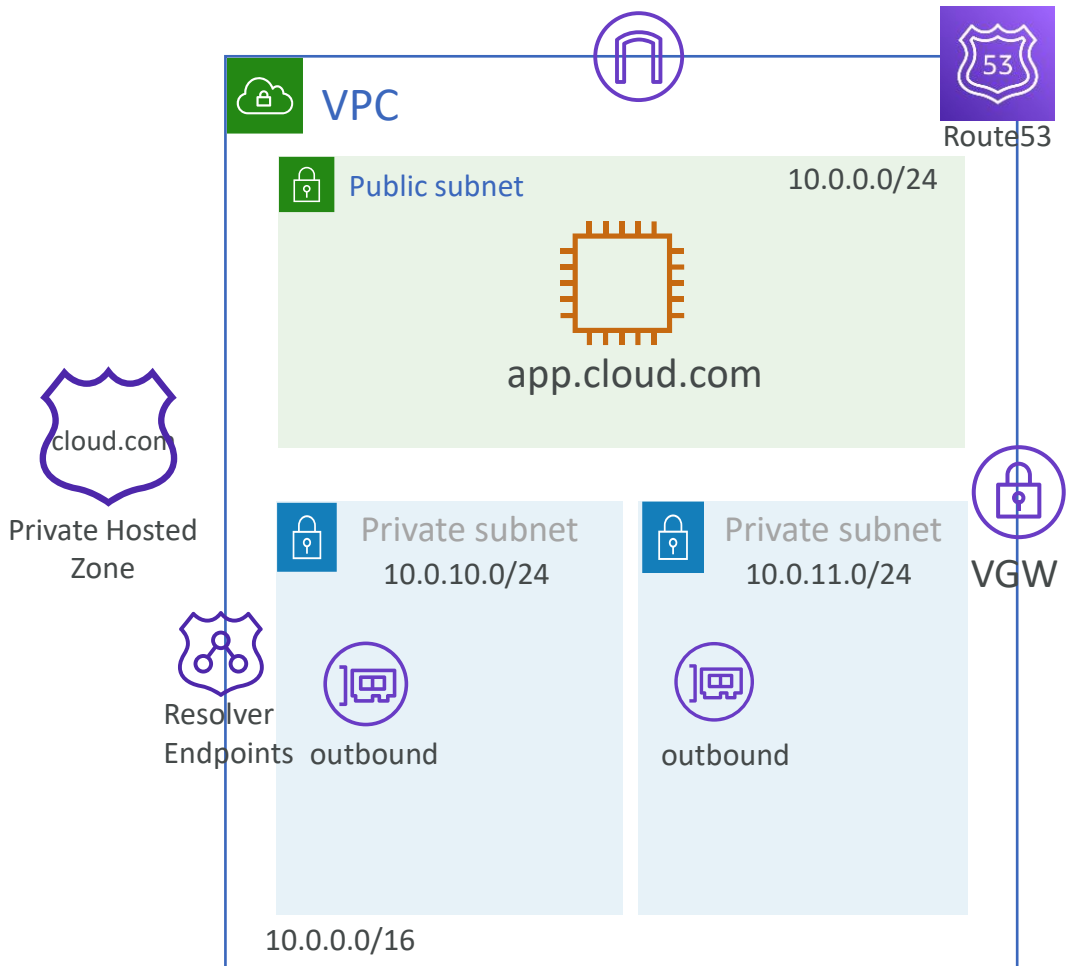 53
Route53
VPC
Public subnet
10.0.0.0/24
app.cloud.com
cloud.com
Private Hosted
Zone
Private subnet
10.0.10.0/24
Private subnet
10.0.11.0/24
VGW
Resolver
Endpoints
outbound
outbound
10.0.0.0/16